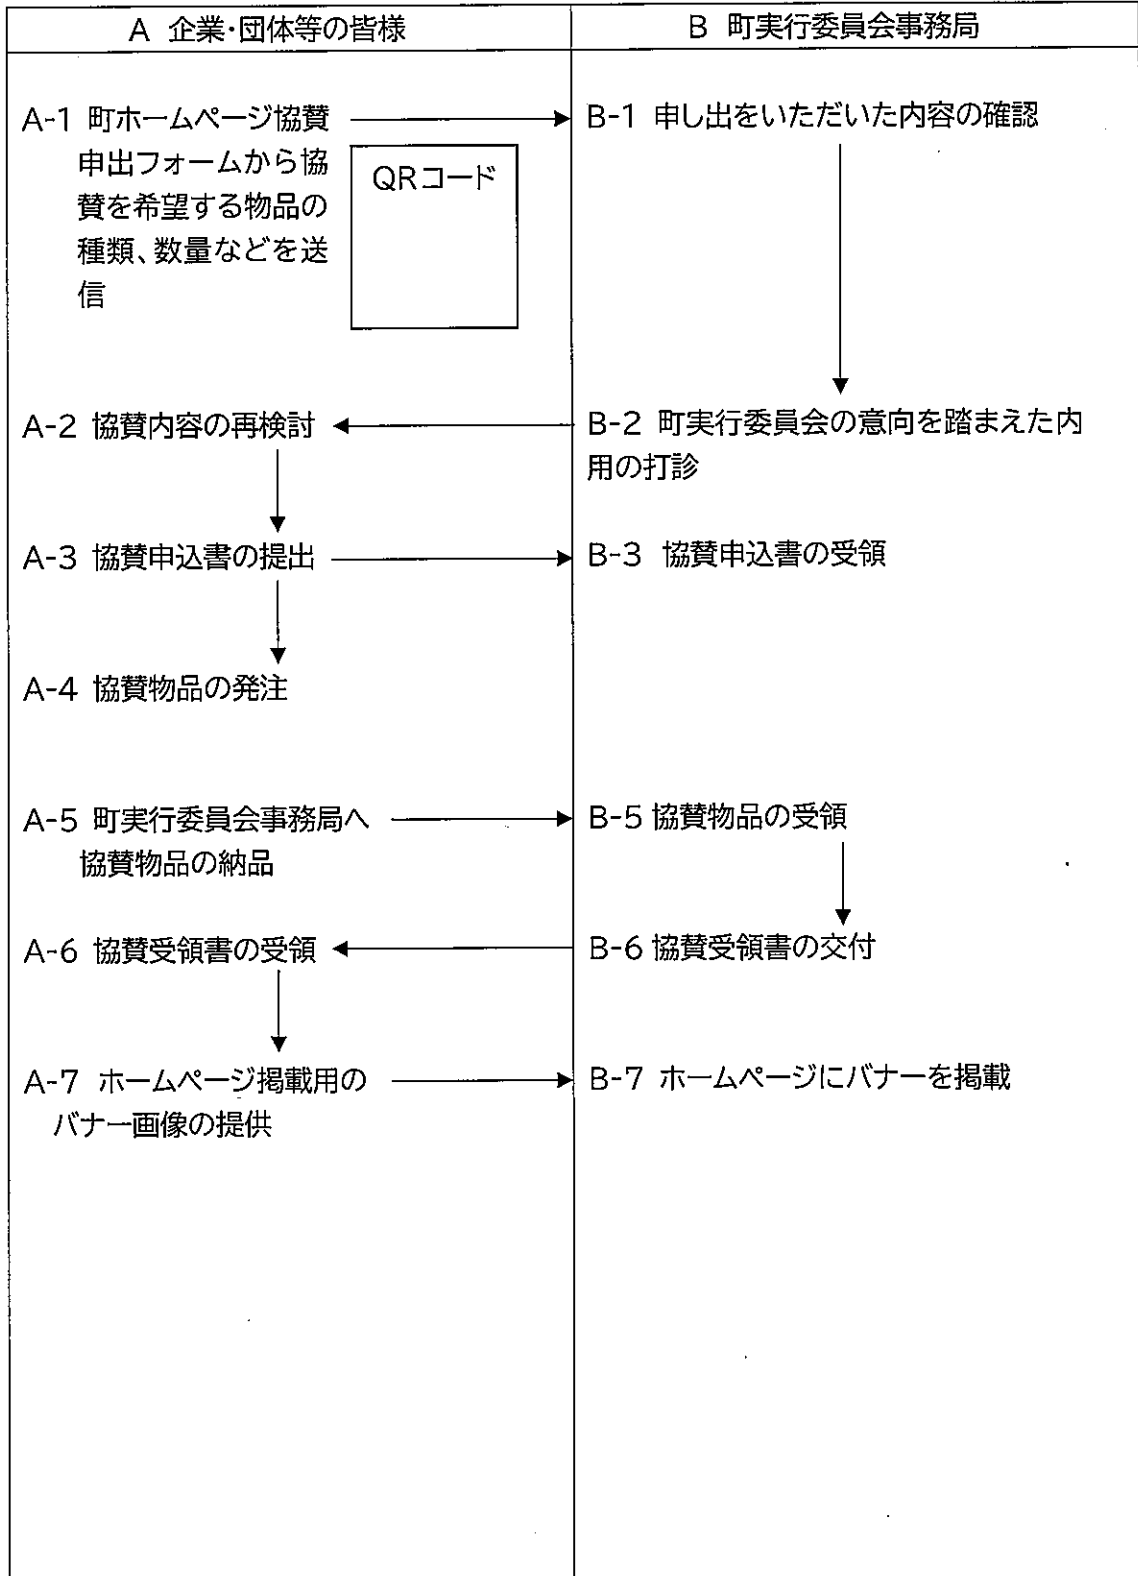 A 企業・団体等の皆様
B 町実行委員会事務局
A-1 町ホームページ協賛
申出フォームから協
賛を希望する物品の
種類、数量などを送
信
QRコード
B-1 申し出をいただいた内容の確認
A-2 協賛内容の再検討
B-2 町実行委員会の意向を踏まえた内
用の打診
A-3 協賛申込書の提出
B-3 協賛申込書の受領
A-4 協賛物品の発注
A-5 町実行委員会事務局へ
協賛物品の納品
B-5 協賛物品の受領
A-6 協賛受領書の受領
B-6 協賛受領書の交付
A-7 ホームページ掲載用の
バナー画像の提供
B-7 ホームページにバナーを掲載